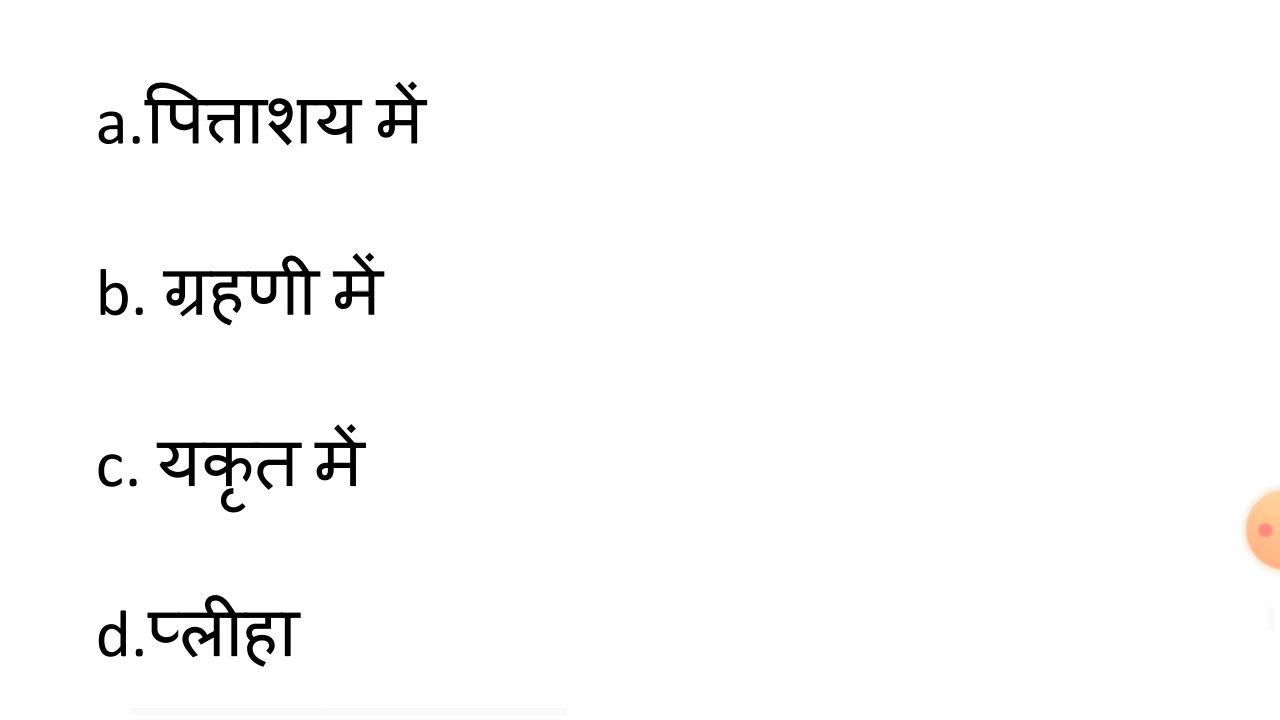 a.पित्ताशय में
b. ग्रहणी में
c. यकृत में
d.प्लीहा